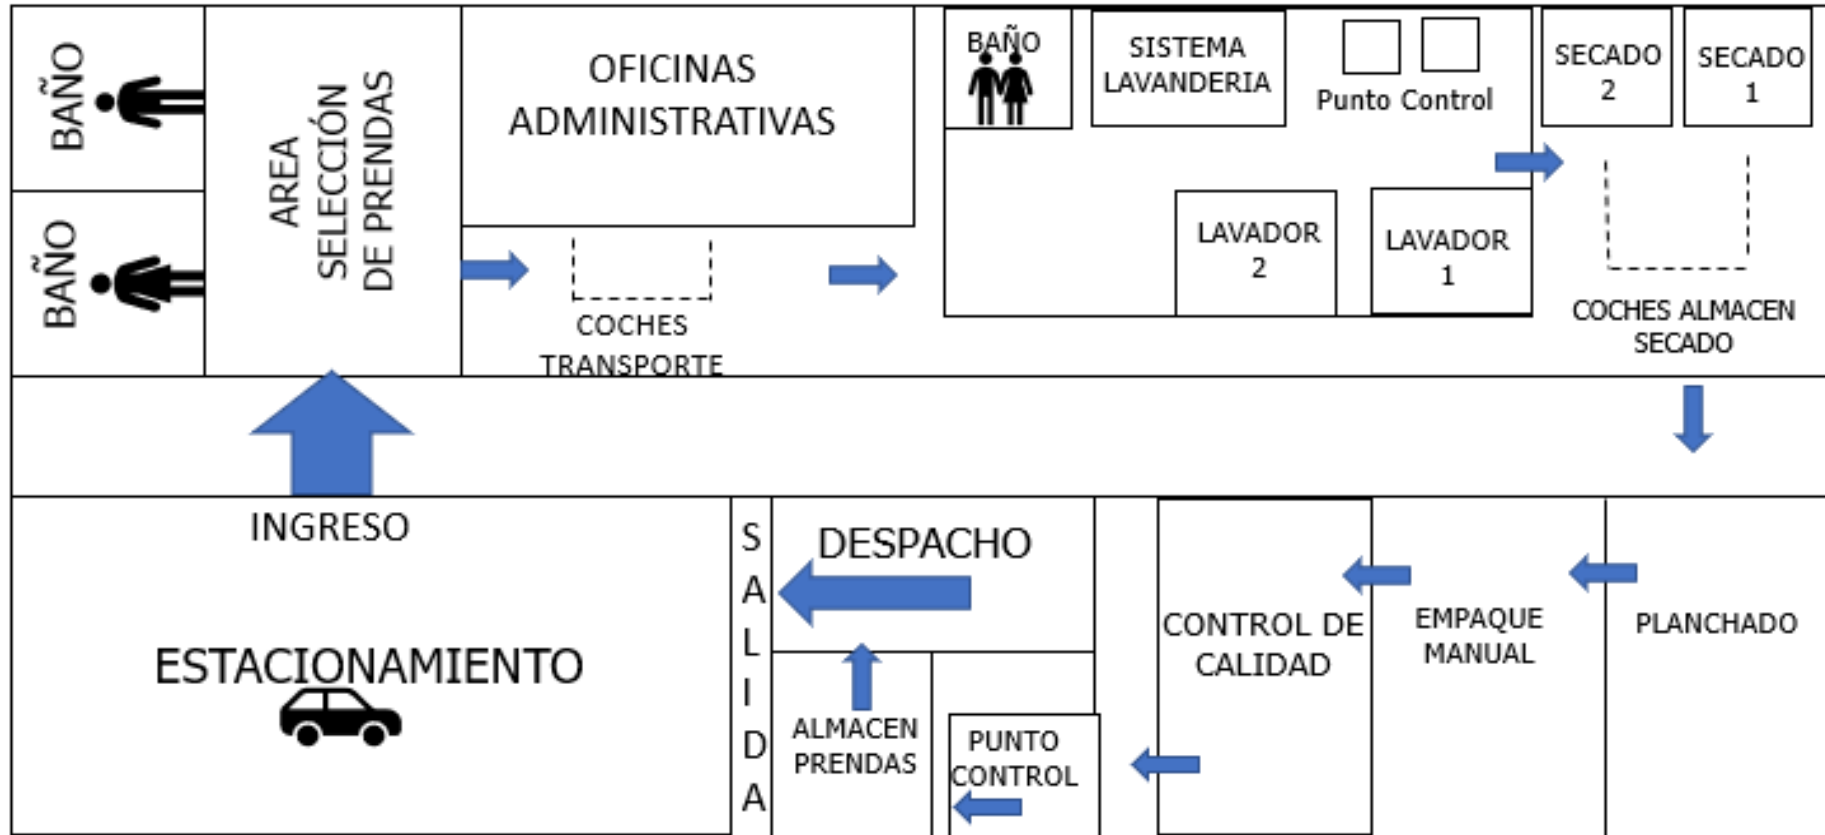 BAÑO
BAÑO
AREA
SELECCIÓN
DE PRENDAS
OFICINAS
ADMINISTRATIVAS
COCHES
TRANSPORTE
BAÑO
SISTEMA
LAVANDERIA
Punto Control
LAVADOR
2
LAVADOR
1
SECADO
2
SECADO
1
COCHES ALMACEN
SECADO
INGRESO
ESTACIONAMIENTO
SALIDA
DESPACHO
ALMACEN
PRENDAS
PUNTO
CONTROL
CONTROL DE
CALIDAD
EMPAQUE
MANUAL
PLANCHADO